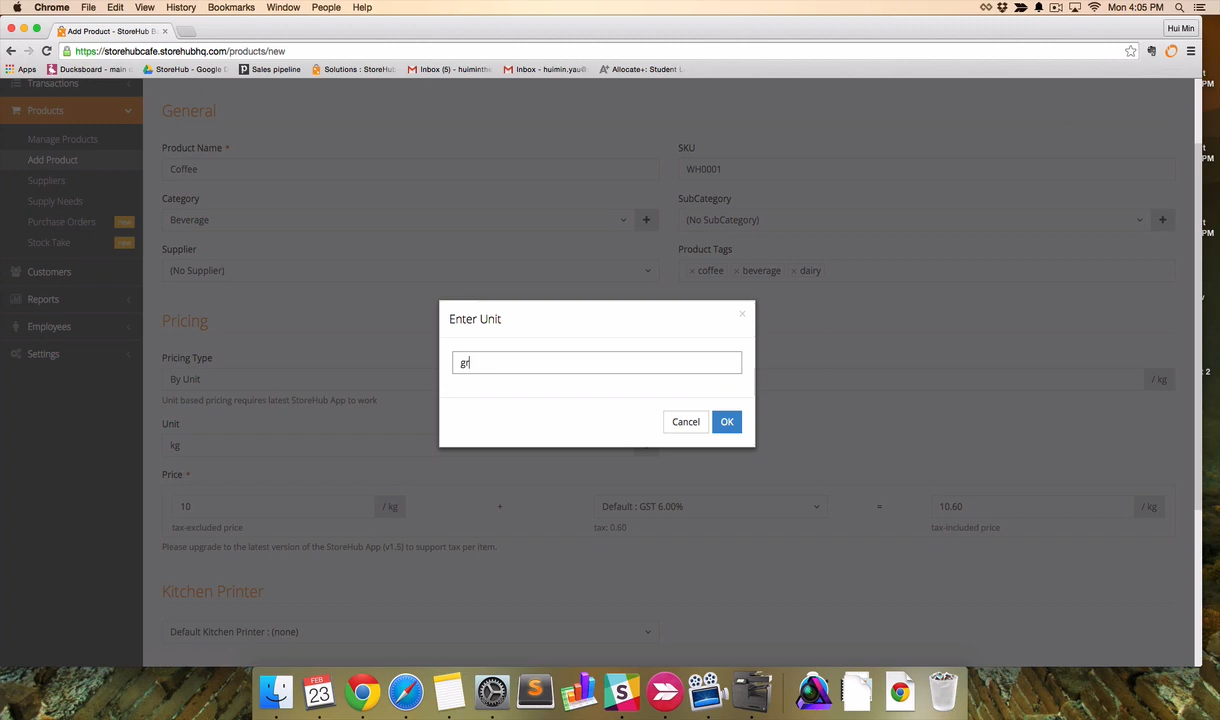 Chrome File Edit View History Bookmarks Window People Help Mon 4:05 PM
Add Product - StoreHub B
Hui Min
https://storehubcafe.storehubhq.com/products/new
Apps Ducksboard - main Google Sales pipeline Solutions : StoreHub Inbox (5) - huiminthe Inbox - huimin.yau@ Allocate+: Student
Transactions
Products
Manage Products
Add Product
Suppliers
Supply Needs
Purchase Orders new
Stock Take new
Customers
Reports
Employees
Settings
General
Product Name * SKU
Coffee WH0001
Category SubCategory
Beverage + (No SubCategory) +
Supplier Product Tags
(No Supplier) × coffee × beverage × dairy
Pricing
Pricing Type
By Unit / kg
Unit based pricing requires latest StoreHub App to work
Unit
kg
Price *
10 / kg + Default : GST 6.00% = 10.60 / kg
tax-excluded price tax: 0.60 tax-included price
Please upgrade to the latest version of the StoreHub App (v1.5) to support tax per item.
Kitchen Printer
Default Kitchen Printer : (none)
Enter Unit ×
gr
Cancel OK
t
PM
t
PM
t
PM
t 2
FEB
23